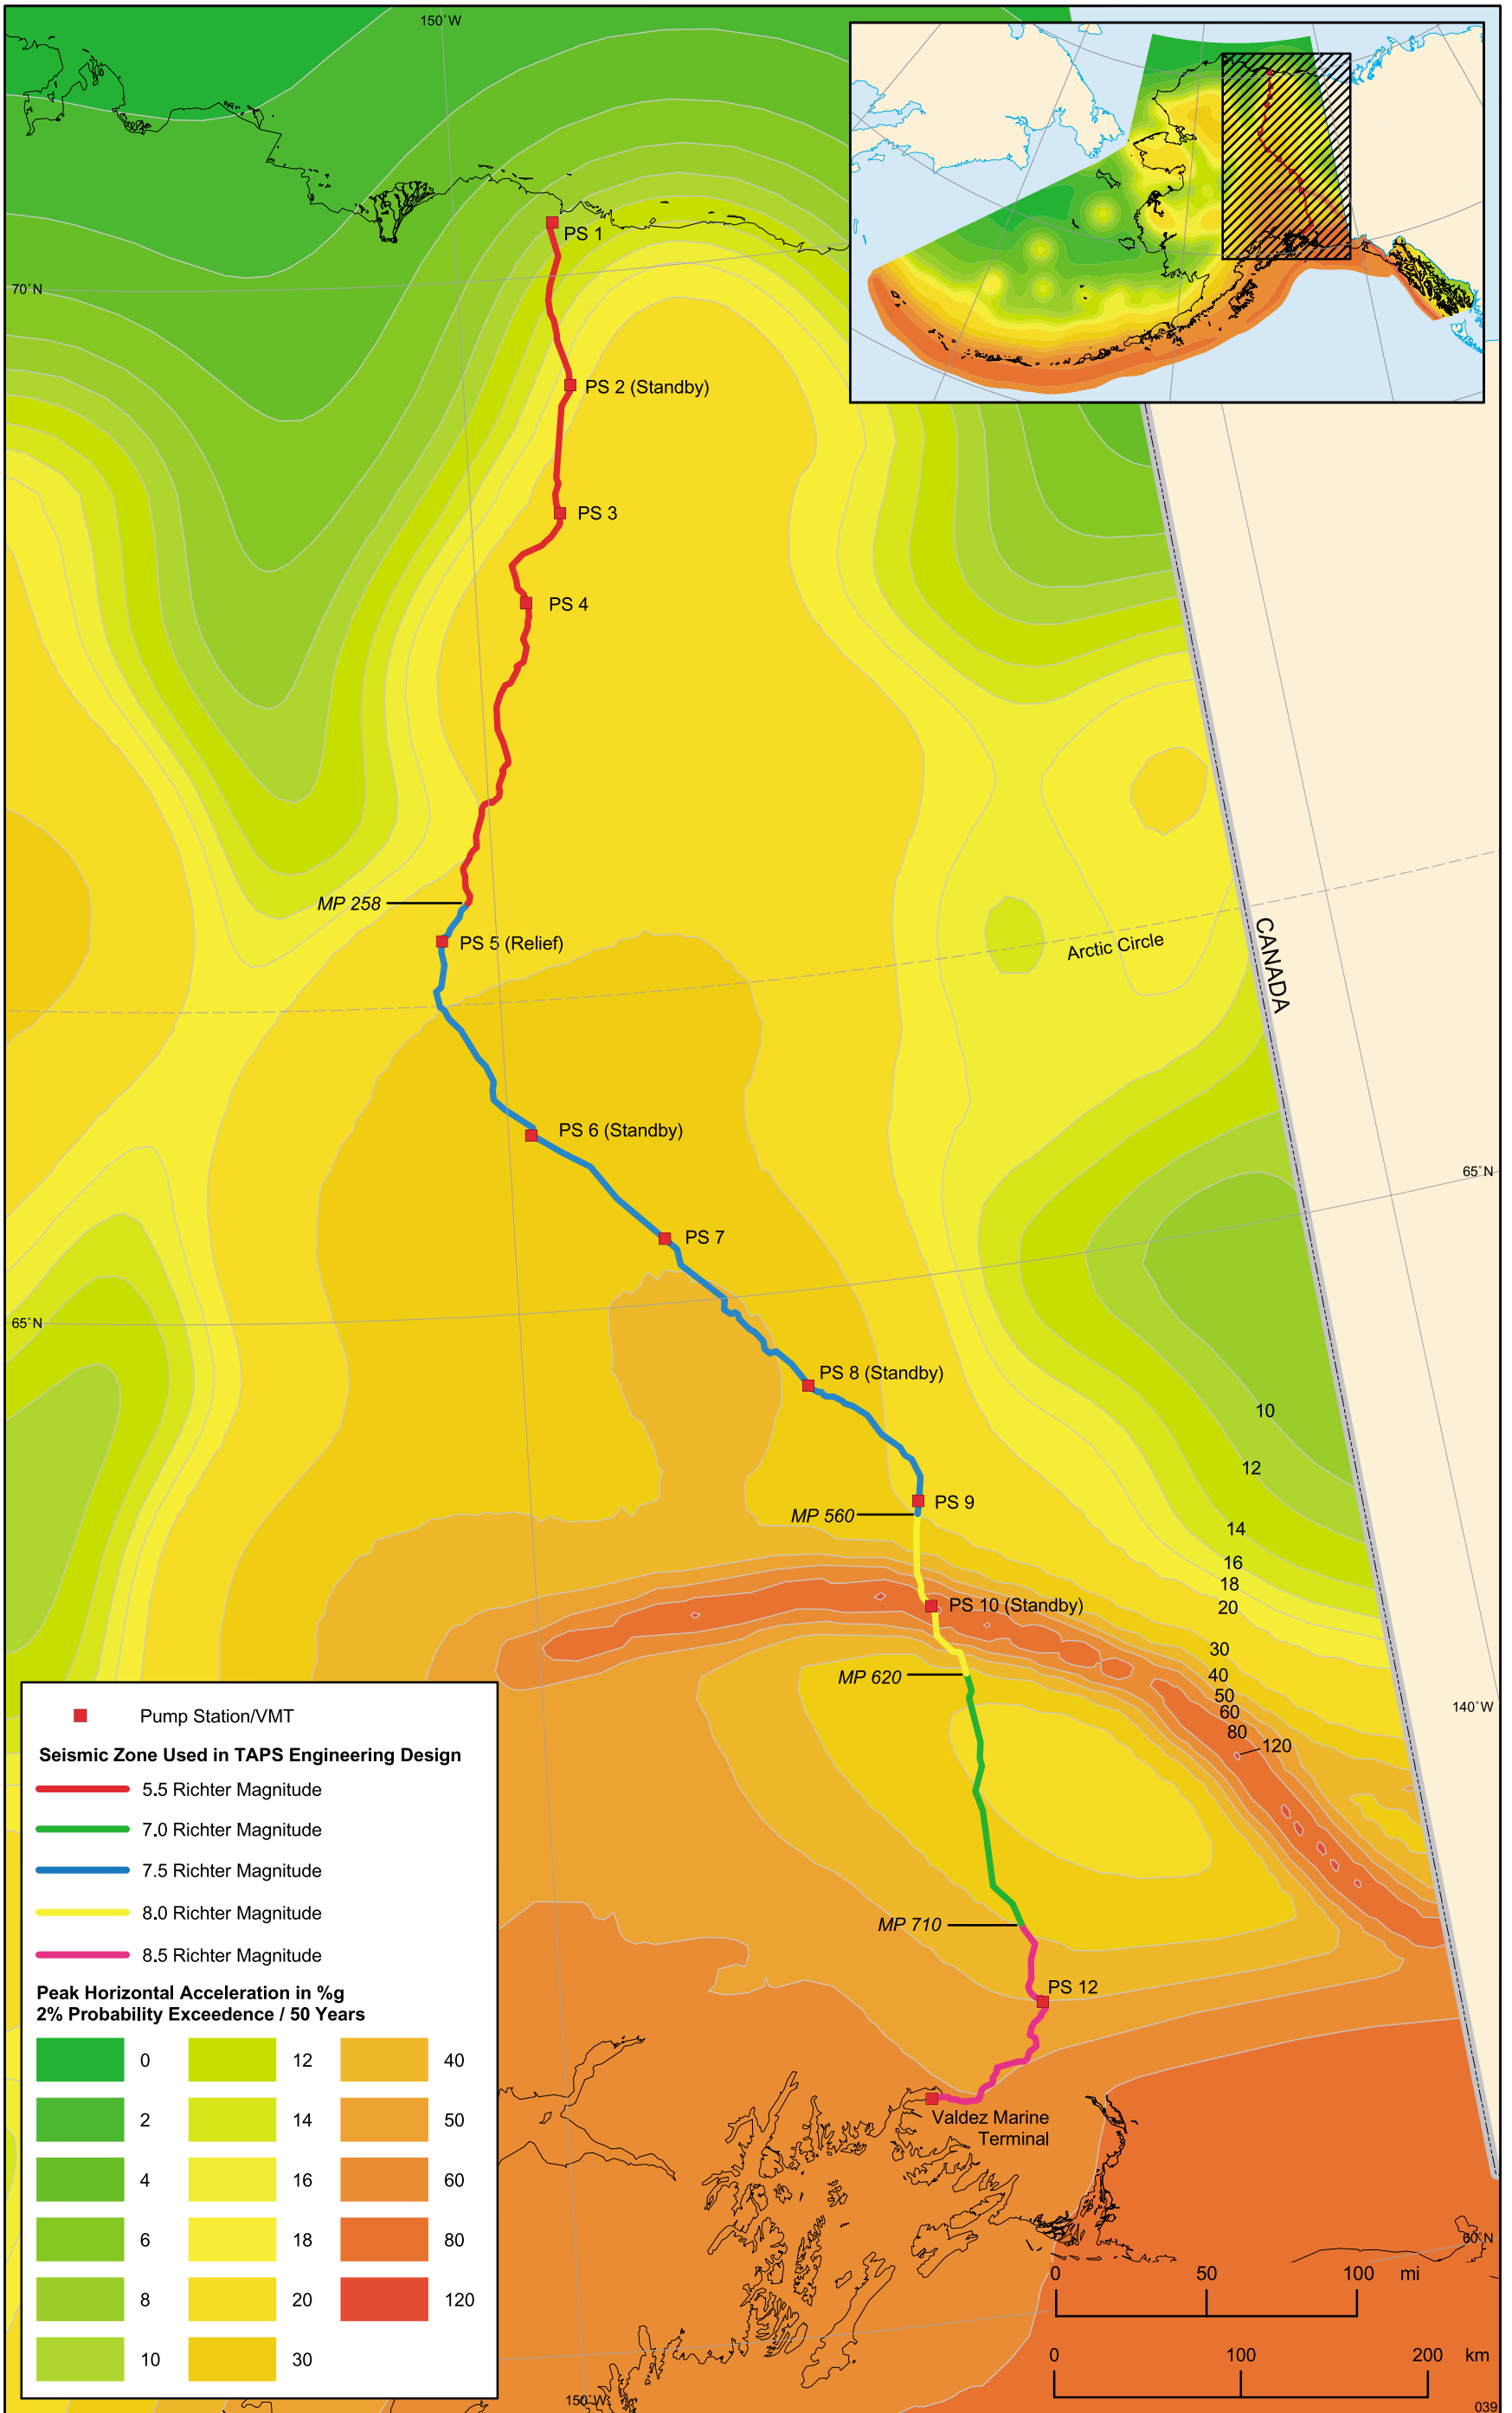 150°W
PS 1
70°N
PS 2 (Standby)
PS 3
PS 4
MP 258
PS 5 (Relief)
Arctic Circle
CANADA
PS 6 (Standby)
65°N
PS 7
65°N
PS 8 (Standby)
10
12
PS 9
MP 560
14
16
18
PS 10 (Standby)
20
30
MP 620
40
50
60
80
120
140°W
MP 710
PS 12
Valdez Marine
Terminal
60°N
Pump Station/VMT
Seismic Zone Used in TAPS Engineering Design
5.5 Richter Magnitude
7.0 Richter Magnitude
7.5 Richter Magnitude
8.0 Richter Magnitude
8.5 Richter Magnitude
Peak Horizontal Acceleration in %g
2% Probability Exceedence / 50 Years
0 12 40
2 14 50
4 16 60
6 18 80
8 20 120
10 30
0 50 100 mi
0 100 200 km
150°W
039